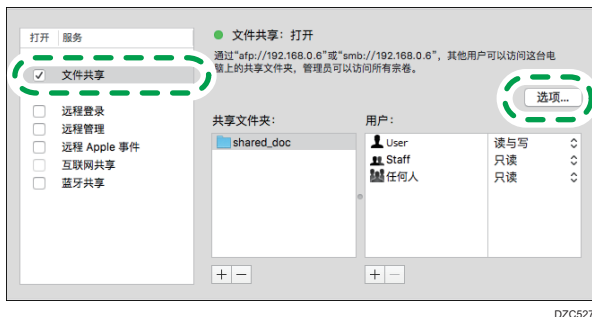 打开 服务
文件共享
远程登录
远程管理
远程 Apple 事件
互联网共享
蓝牙共享
文件共享：打开
通过“afp://192.168.0.6”或“smb://192.168.0.6”，其他用户可以访问这台电
脑上的共享文件夹，管理员可以访问所有宗卷。
选项...
共享文件夹：
shared_doc
用户：
User 读与写
Staff 只读
任何人 只读
+ −
+ −
DZC527